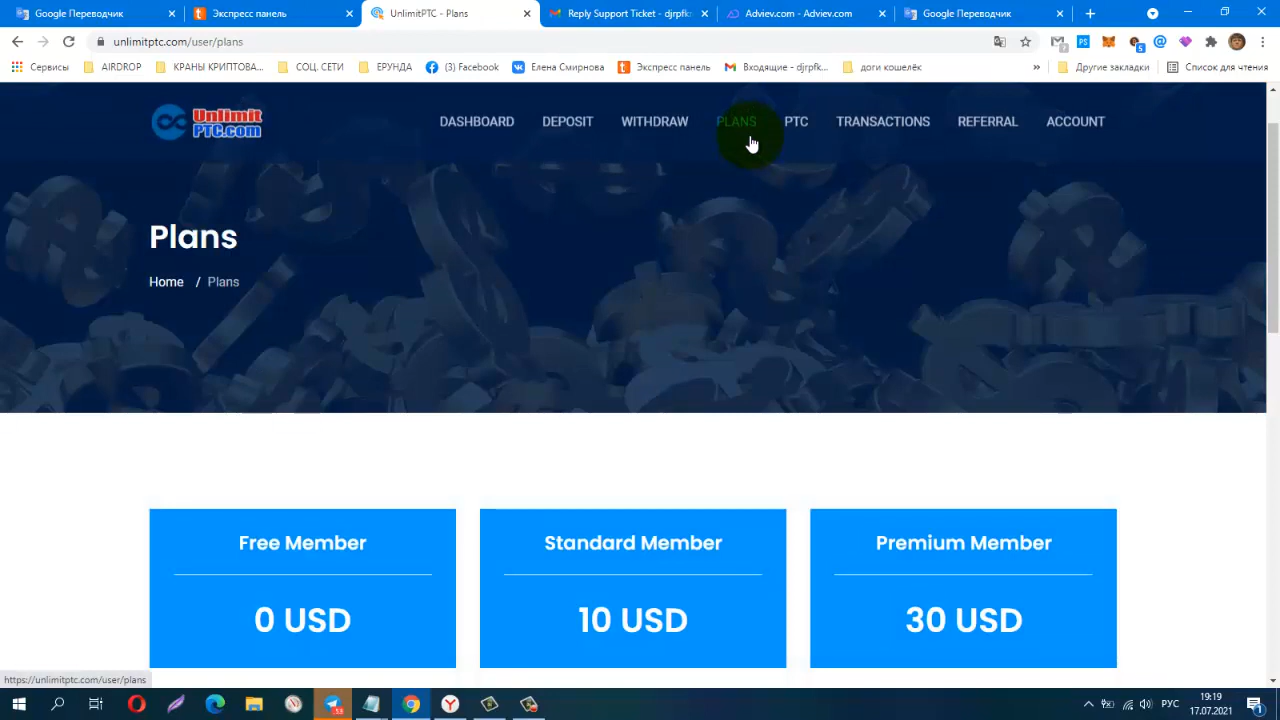 Google Переводчик
Экспресс панель
UnlimitPTC - Plans
Reply Support Ticket - djrpfk
Adviev.com - Adviev.com
Google Переводчик
unlimitptc.com/user/plans
Сервисы
AIRDROP
КРАНЫ КРИПТОВА...
СОЦ. СЕТИ
ЕРУНДА
(3) Facebook
Елена Смирнова
Экспресс панель
Входящие - djrpfk...
доги кошелёк
»
Другие закладки
Список для чтения
Unlimit
PTC.com
DASHBOARD
DEPOSIT
WITHDRAW
PLANS
PTC
TRANSACTIONS
REFERRAL
ACCOUNT
Plans
Home / Plans
Free Member
Standard Member
Premium Member
0 USD
10 USD
30 USD
https://unlimitptc.com/user/plans
РУС
19:19
17.07.2021